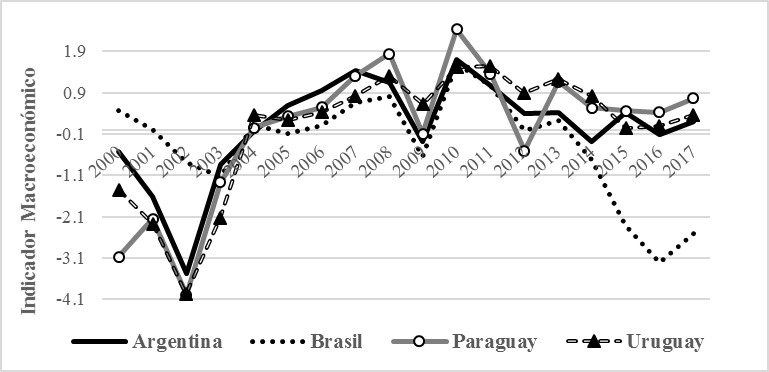 Indicador Macroeconómico
1.9
0.9
-0.1
-1.1
-2.1
-3.1
-4.1
2000 2001 2002 2003 2004 2005 2006 2007 2008 2009 2010 2011 2012 2013 2014 2015 2016 2017
Argentina Brasil Paraguay Uruguay